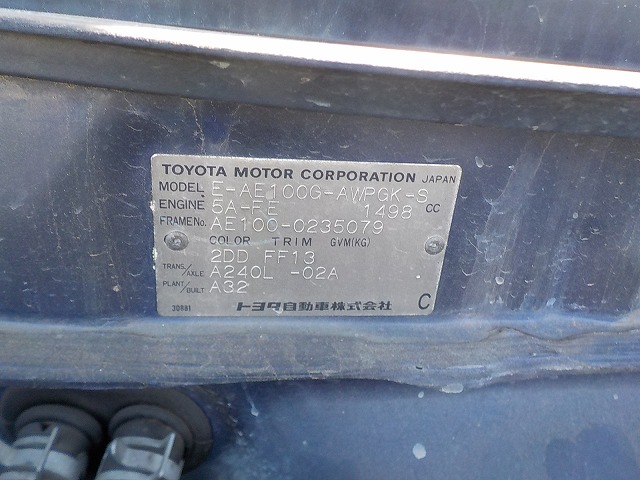 TOYOTA MOTOR CORPORATION JAPAN
MODEL E-AE100G-AWPGK-S
ENGINE 5A-FE 1498 CC
FRAME No. AE100-0235079
COLOR TRIM GVM(KG)
2DD FF13
TRANS./AXLE A240L -02A
PLANT/BUILT A32
30881 トヨタ自動車株式会社 C